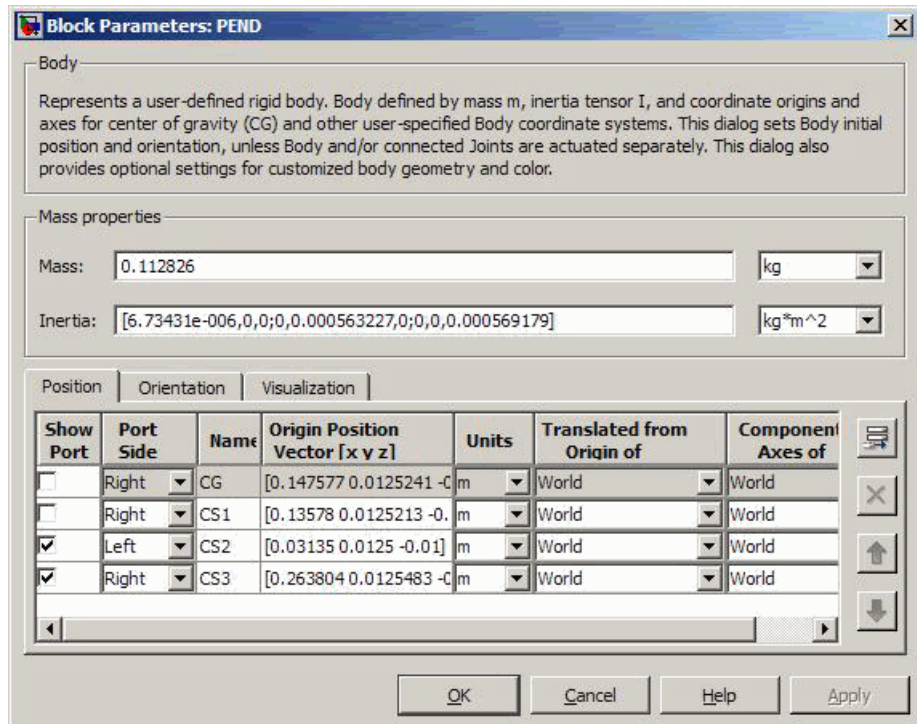 Block Parameters: PEND
Body
Represents a user-defined rigid body. Body defined by mass m, inertia tensor I, and coordinate origins and
axes for center of gravity (CG) and other user-specified Body coordinate systems. This dialog sets Body initial
position and orientation, unless Body and/or connected Joints are actuated separately. This dialog also
provides optional settings for customized body geometry and color.
Mass properties
Mass: 0.112826 kg
Inertia: [6.73431e-006,0,0;0,0.000563227,0;0,0,0.000569179] kg*m^2
Position Orientation Visualization
Show Port Name Origin Position Units Translated from Component
Port Side Vector [x y z] Origin of Axes of
Right CG [0.147577 0.0125241 -0 m World World
Right CS1 [0.13578 0.0125213 -0. m World World
Left CS2 [0.03135 0.0125 -0.01] m World World
Right CS3 [0.263804 0.0125483 -0 m World World
OK Cancel Help Apply